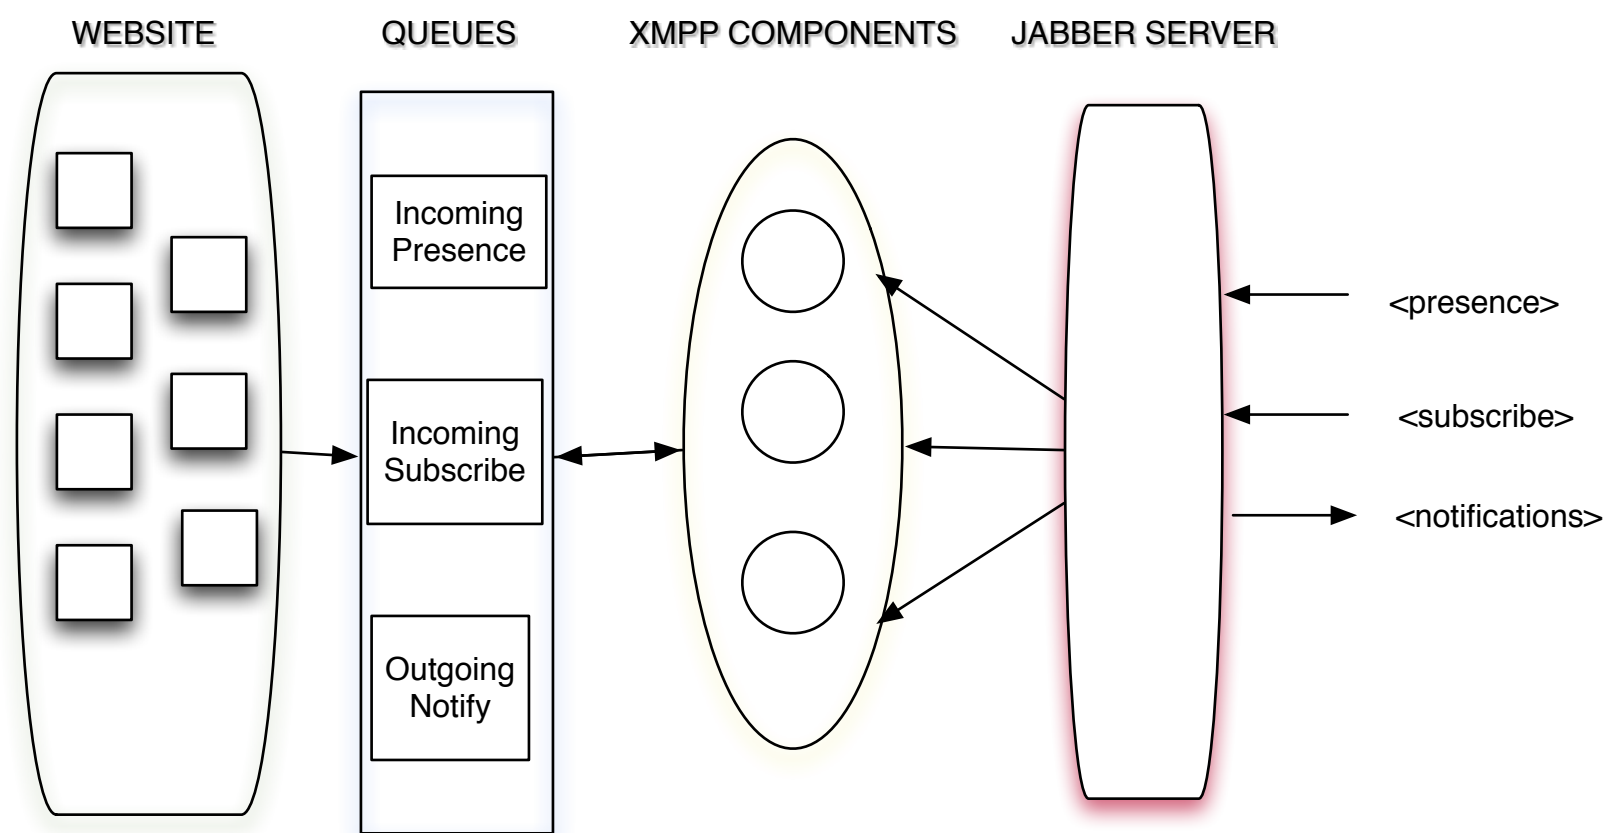 WEBSITE
QUEUES
XMPP COMPONENTS
JABBER SERVER
Incoming
Presence
Incoming
Subscribe
Outgoing
Notify
<presence>
<subscribe>
<notifications>